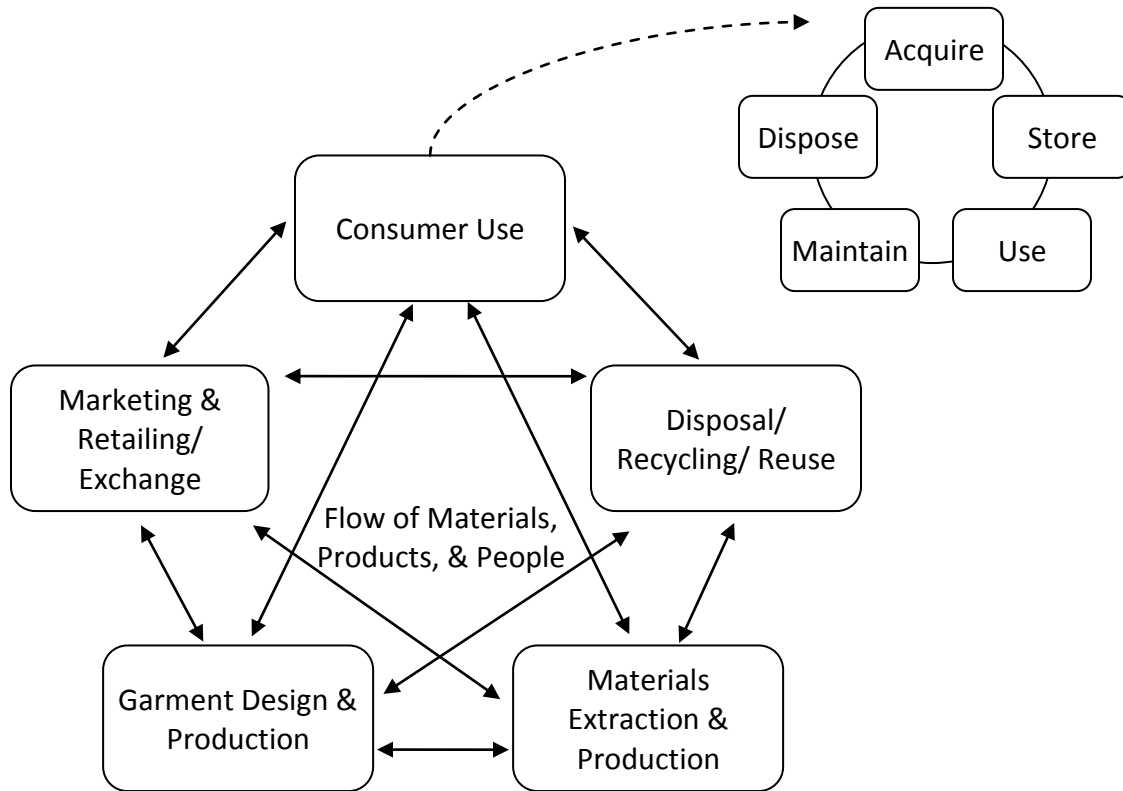 Acquire
Dispose
Store
Maintain
Use
Consumer Use
Marketing &
Retailing/
Exchange
Disposal/
Recycling/ Reuse
Flow of Materials,
Products, & People
Garment Design &
Production
Materials
Extraction &
Production